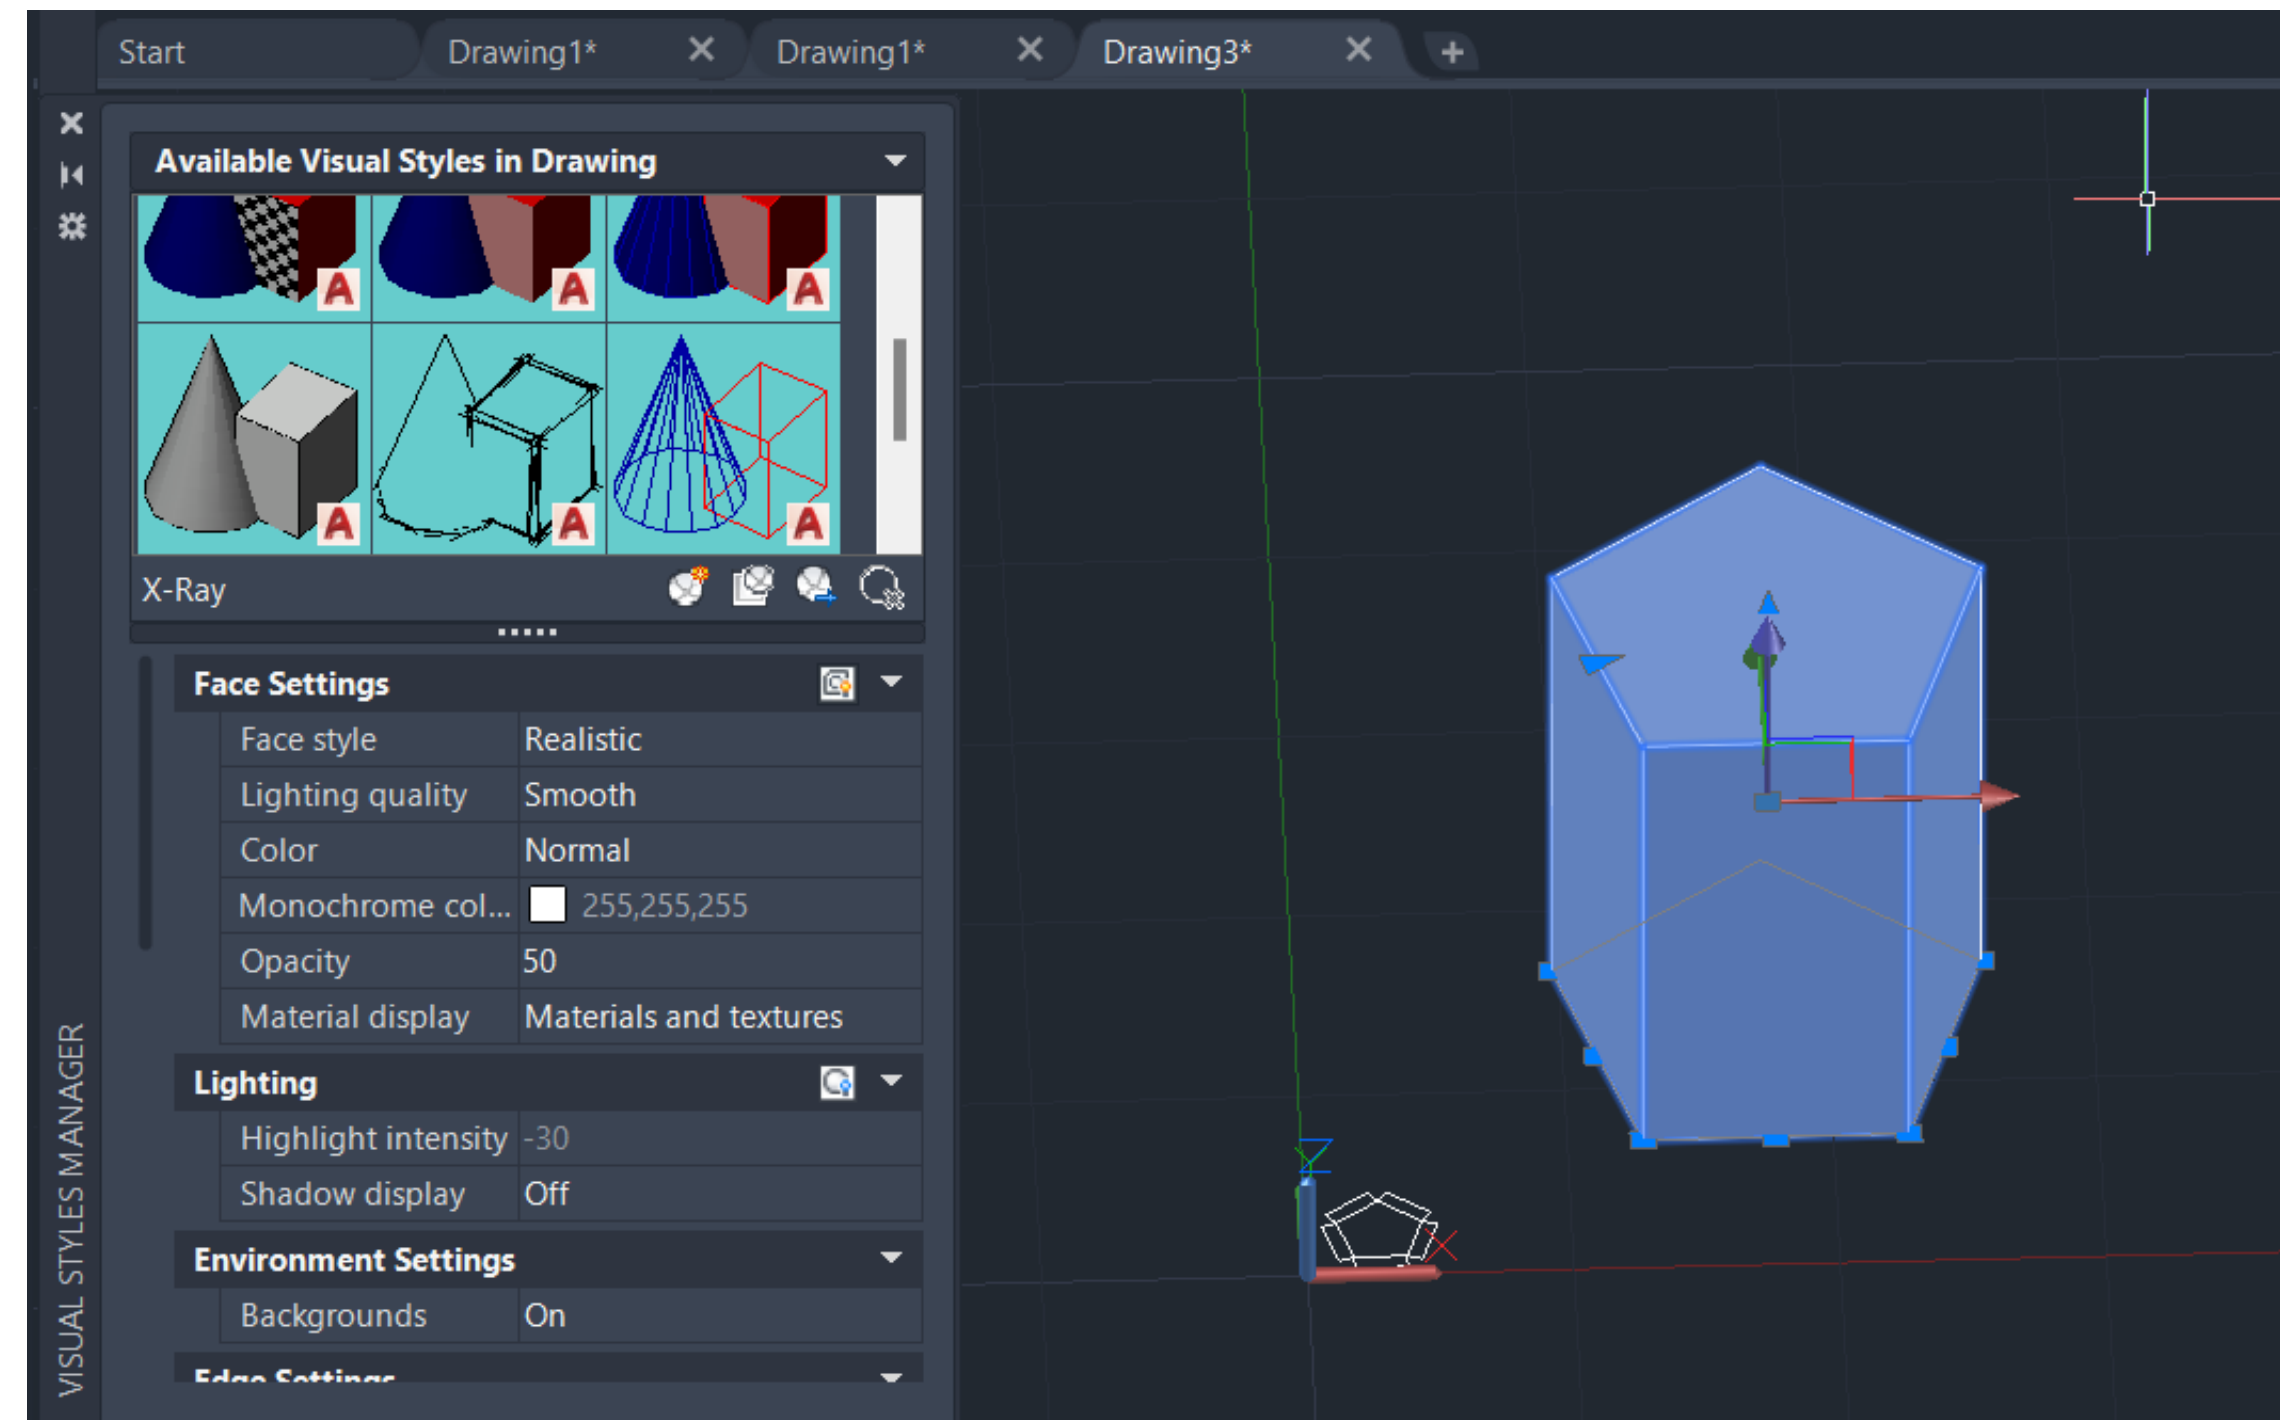 Start Drawing1* Drawing1* Drawing3*
Available Visual Styles in Drawing
A A A
A A A
X-Ray
Face Settings
Face style Realistic
Lighting quality Smooth
Color Normal
Monochrome col... 255,255,255
Opacity 50
Material display Materials and textures
Lighting
Highlight intensity -30
Shadow display Off
Environment Settings
Backgrounds On
Edge Settings
VISUAL STYLES MANAGER
Y
Z
X